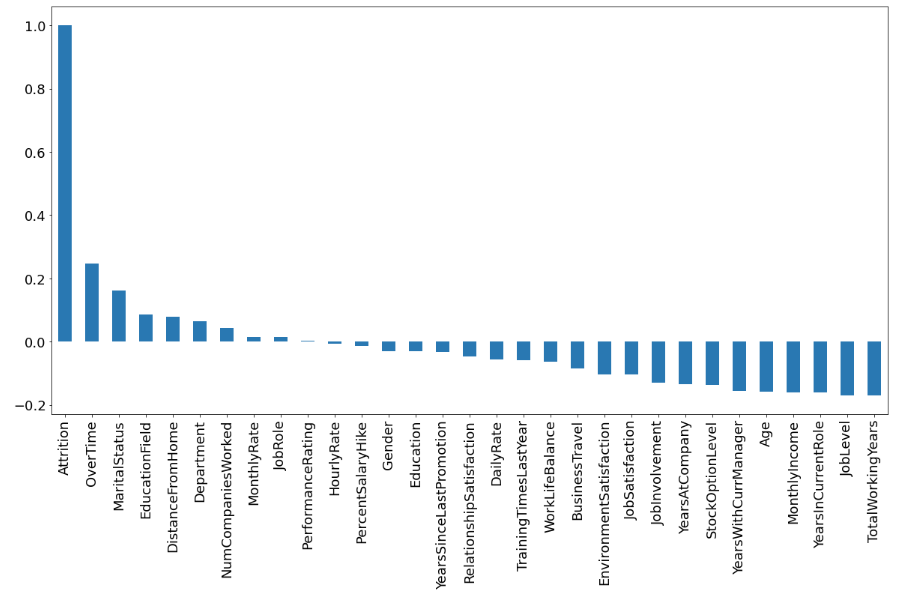 1.0
0.8
0.6
0.4
0.2
0.0
−0.2
Attrition
OverTime
MaritalStatus
EducationField
DistanceFromHome
Department
NumCompaniesWorked
MonthlyRate
JobRole
PerformanceRating
HourlyRate
PercentSalaryHike
Gender
Education
YearsSinceLastPromotion
RelationshipSatisfaction
DailyRate
TrainingTimesLastYear
WorkLifeBalance
BusinessTravel
EnvironmentSatisfaction
JobSatisfaction
JobInvolvement
YearsAtCompany
StockOptionLevel
YearsWithCurrManager
Age
MonthlyIncome
YearsInCurrentRole
JobLevel
TotalWorkingYears